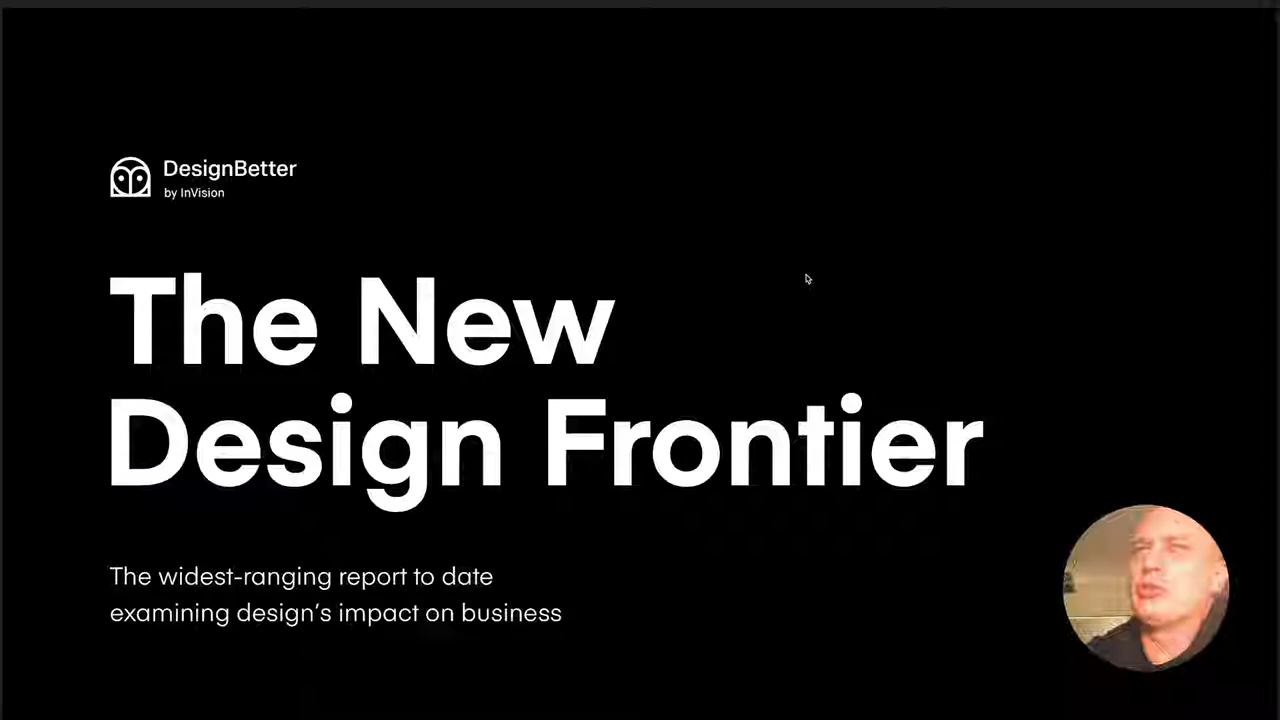 DesignBetter
by InVision
The New
Design Frontier
The widest-ranging report to date
examining design's impact on business